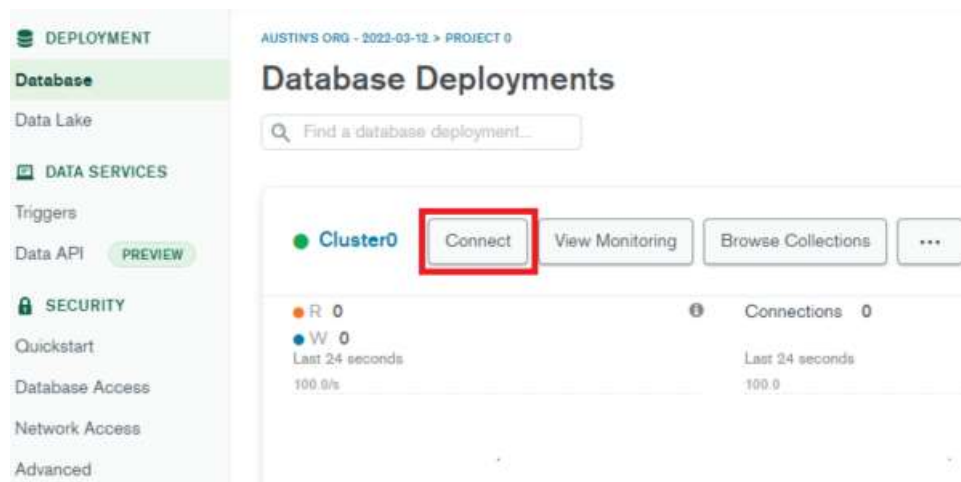 DEPLOYMENT
Database
Data Lake
DATA SERVICES
Triggers
Data API PREVIEW
SECURITY
Quickstart
Database Access
Network Access
Advanced
AUSTIN'S ORG - 2022-03-12 > PROJECT 0
Database Deployments
Find a database deployment...
Cluster0 Connect View Monitoring Browse Collections ...
R 0
W 0
Last 24 seconds
100.0/s
Connections 0
Last 24 seconds
100.0